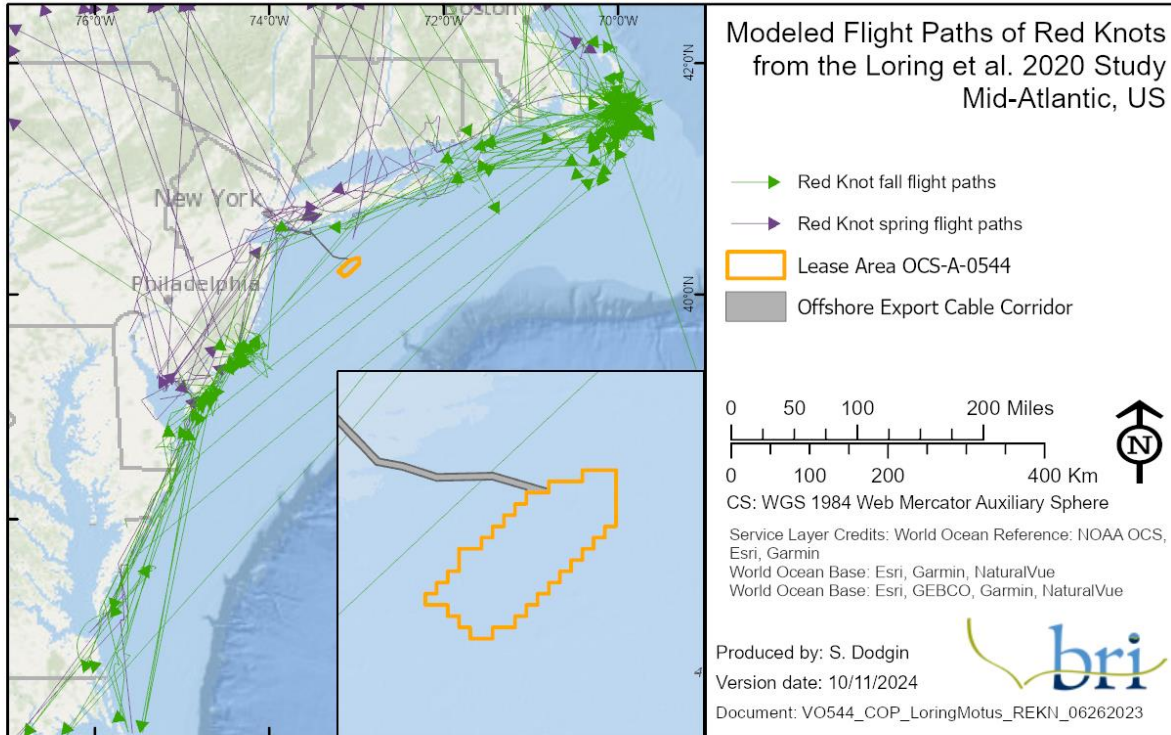 76°0'W
74°0'W
72°0'W
Boston
70°0'W
42°0'N
New York
Philadelphia
40°0'N
Modeled Flight Paths of Red Knots
from the Loring et al. 2020 Study
Mid-Atlantic, US
Red Knot fall flight paths
Red Knot spring flight paths
Lease Area OCS-A-0544
Offshore Export Cable Corridor
0 50 100 200 Miles
0 100 200 400 Km
N
CS: WGS 1984 Web Mercator Auxiliary Sphere
Service Layer Credits: World Ocean Reference: NOAA OCS,
Esri, Garmin
World Ocean Base: Esri, Garmin, NaturalVue
World Ocean Base: Esri, GEBCO, Garmin, NaturalVue
Produced by: S. Dodgin
Version date: 10/11/2024
Document: VO544_COP_LoringMotus_REKN_06262023
bri